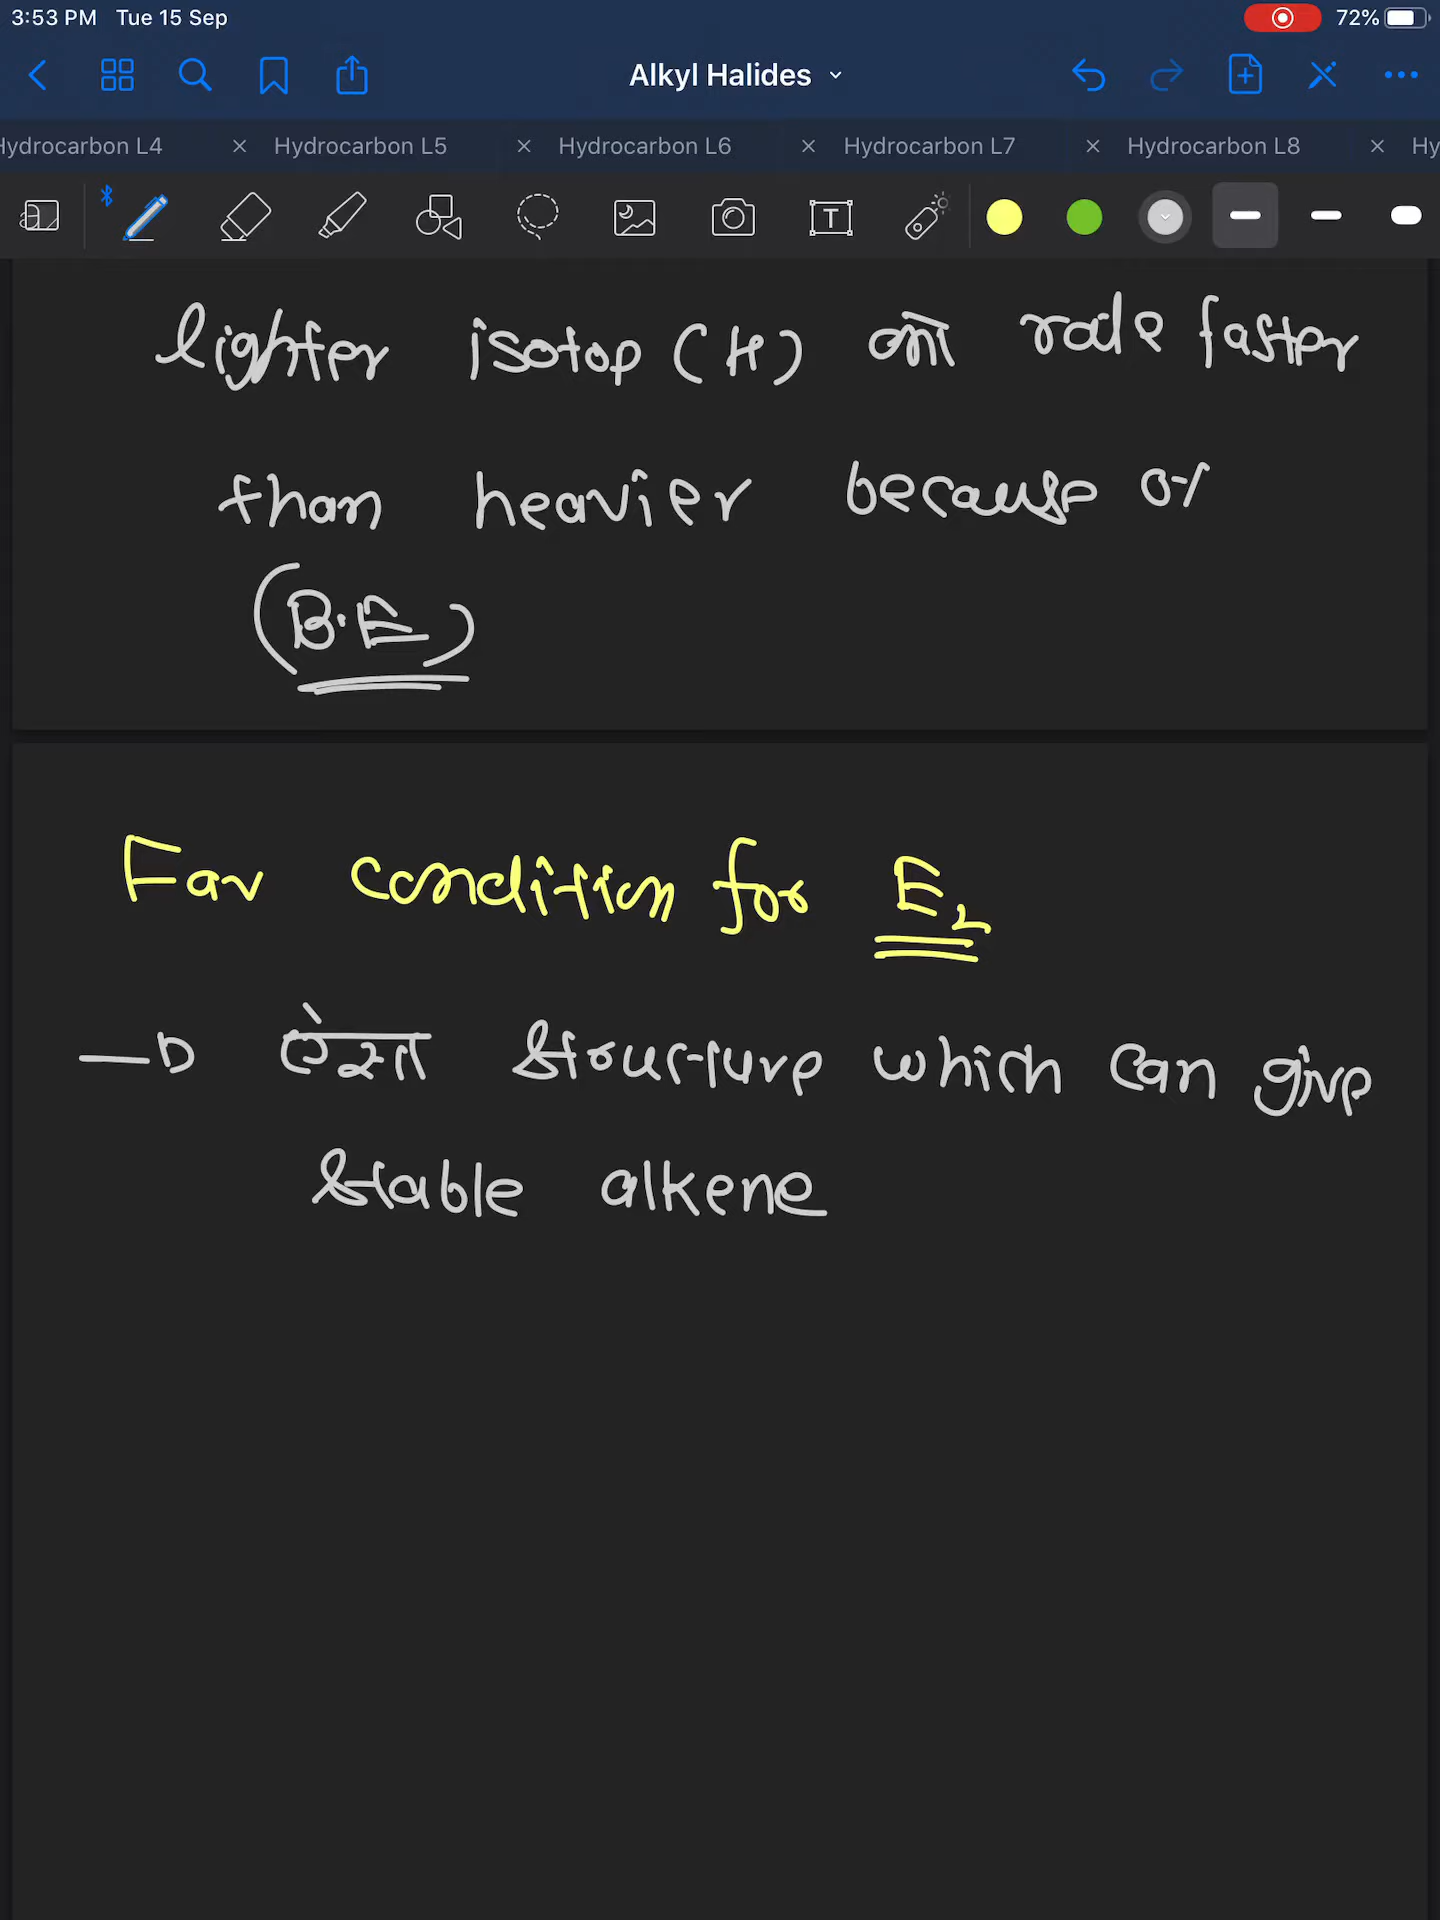 3:53 PM Tue 15 Sep 72%
Alkyl Halides
Hydrocarbon L4 Hydrocarbon L5 Hydrocarbon L6 Hydrocarbon L7 Hydrocarbon L8 Hy
lighter isotop (H) की rate faster
than heavier because of
(B.E)
Fav condition for E2
→ ऐसा structure which can give
stable alkene